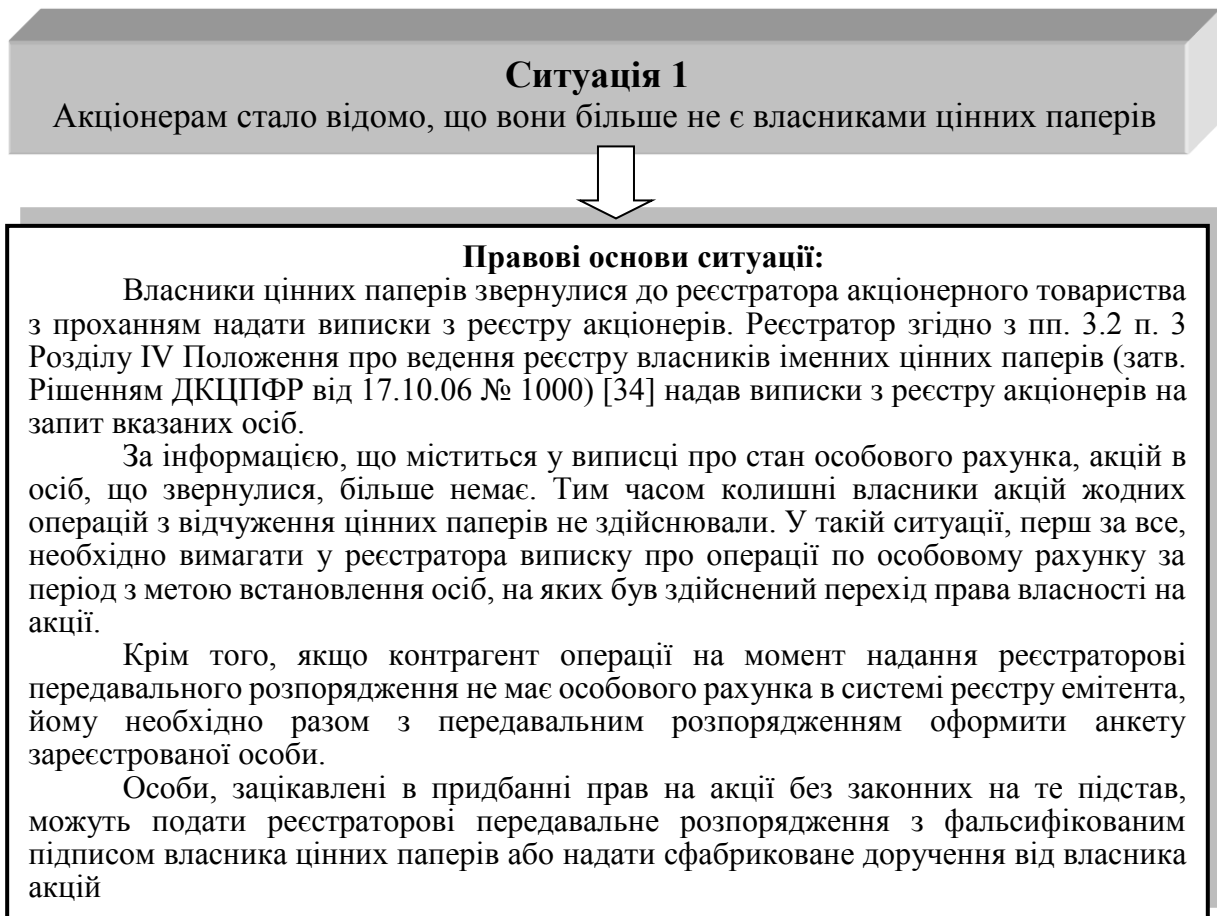 Ситуація 1
Акціонерам стало відомо, що вони більше не є власниками цінних паперів
Правові основи ситуації:
Власники цінних паперів звернулися до реєстратора акціонерного товариства
з проханням надати виписки з реєстру акціонерів. Реєстратор згідно з пп. 3.2 п. 3
Розділу IV Положення про ведення реєстру власників іменних цінних паперів (затв.
Рішенням ДКЦПФР від 17.10.06 № 1000) [34] надав виписки з реєстру акціонерів на
запит вказаних осіб.
За інформацією, що міститься у виписці про стан особового рахунка, акцій в
осіб, що звернулися, більше немає. Тим часом колишні власники акцій жодних
операцій з відчуження цінних паперів не здійснювали. У такій ситуації, перш за все,
необхідно вимагати у реєстратора виписку про операції по особовому рахунку за
період з метою встановлення осіб, на яких був здійснений перехід права власності на
акції.
Крім того, якщо контрагент операції на момент надання реєстраторові
передавального розпорядження не має особового рахунка в системі реєстру емітента,
йому необхідно разом з передавальним розпорядженням оформити анкету
зареєстрованої особи.
Особи, зацікавлені в придбанні прав на акції без законних на те підстав,
можуть подати реєстраторові передавальне розпорядження з фальсифікованим
підписом власника цінних паперів або надати сфабриковане доручення від власника
акцій